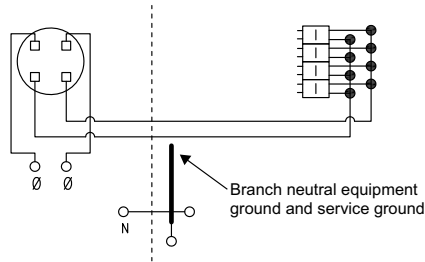 Ø Ø
N
Branch neutral equipment
ground and service ground